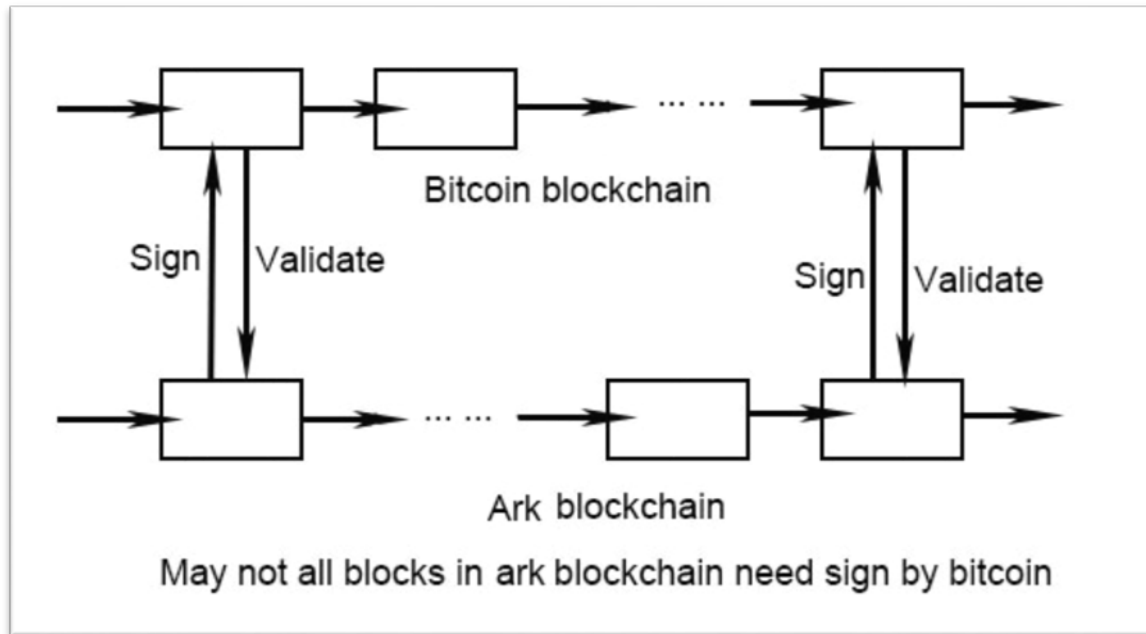 ... ...
Bitcoin blockchain
Sign
Validate
Sign
Validate
... ...
Ark blockchain
May not all blocks in ark blockchain need sign by bitcoin